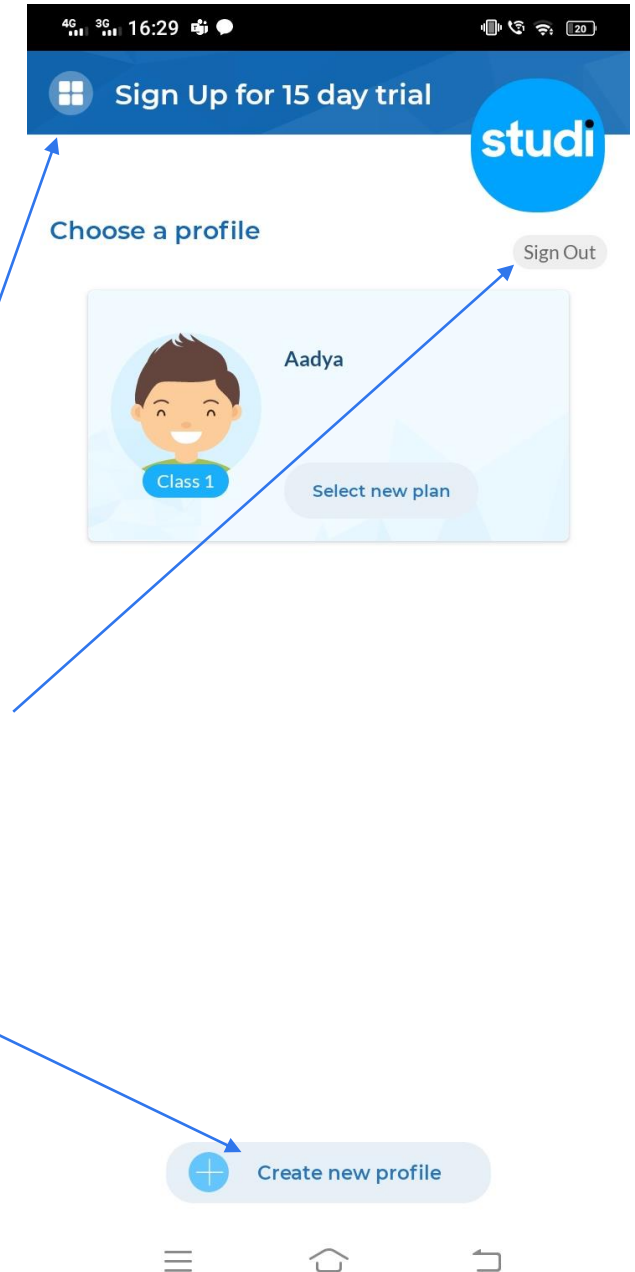 4G 3G 16:29 20
Sign Up for 15 day trial
studi
Choose a profile
Sign Out
Aadya
Class 1
Select new plan
Create new profile